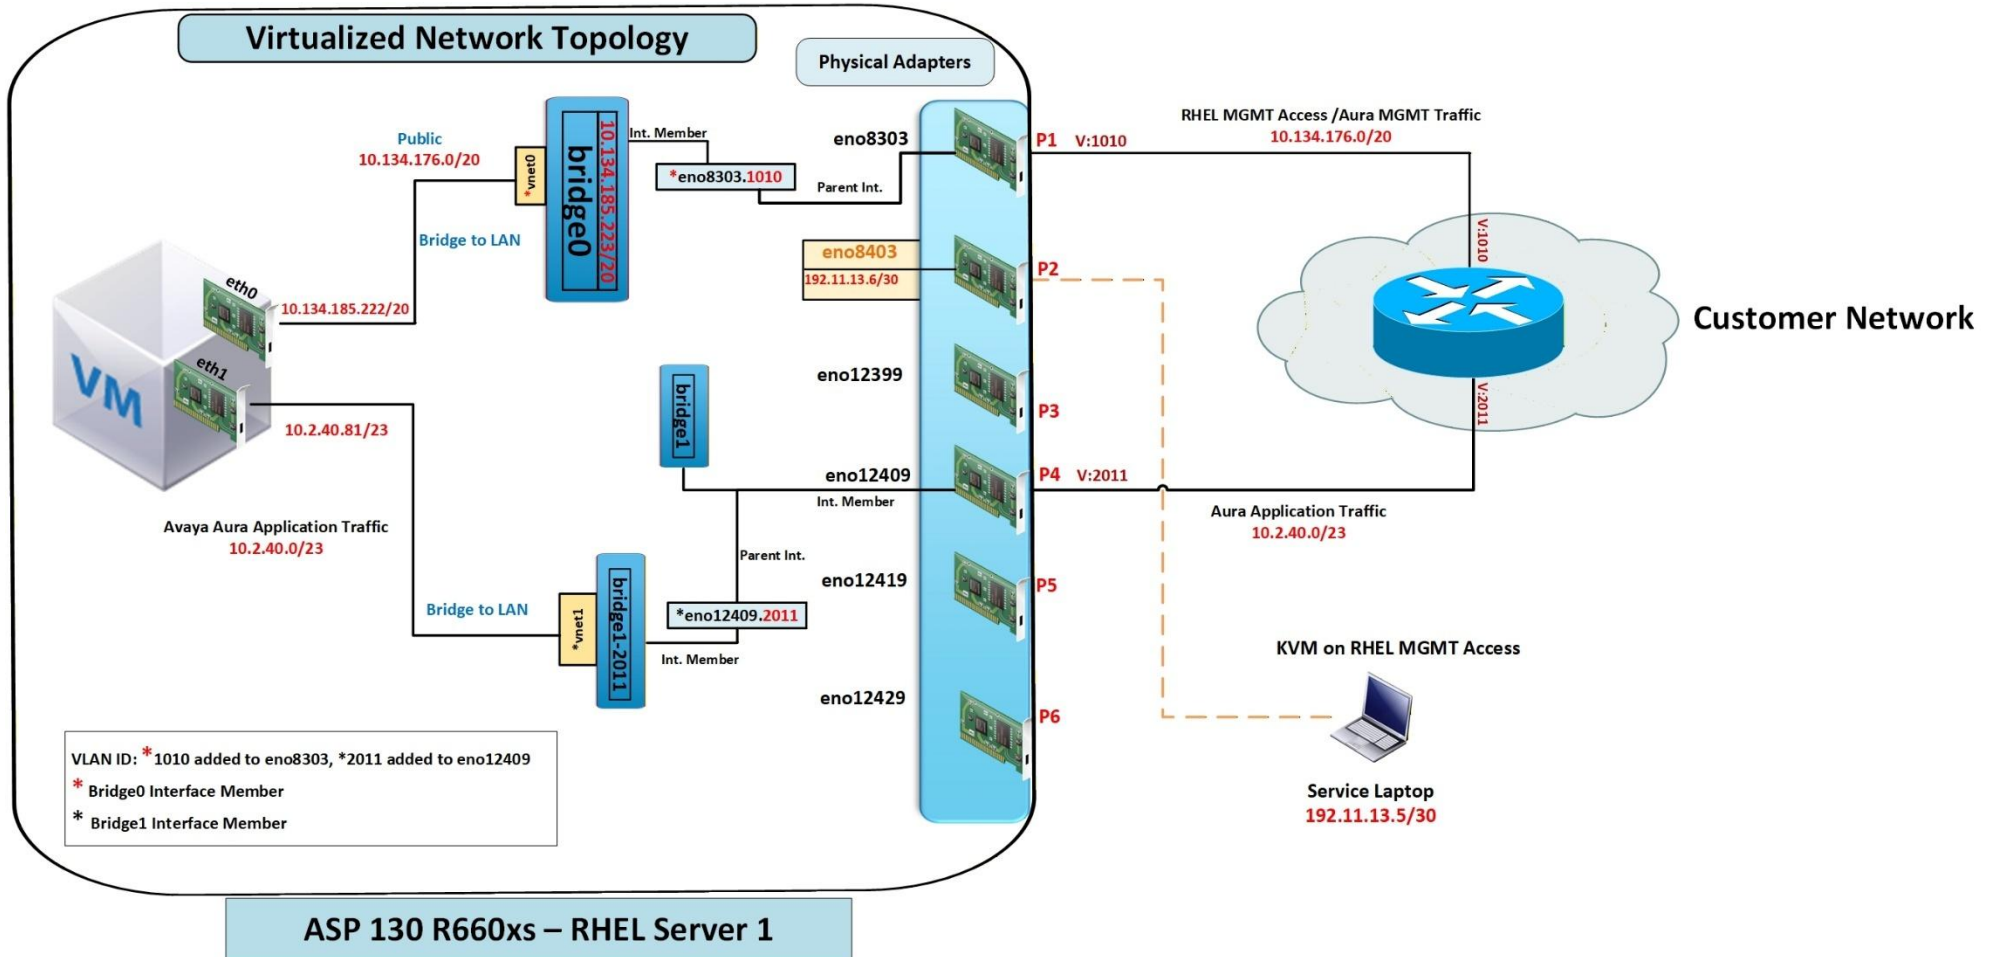 Virtualized Network Topology
Physical Adapters
Public
10.134.176.0/20
*vnet0
bridge0
10.134.185.223/20
Int. Member
*eno8303.1010
Parent Int.
eno8303
P1 V:1010
RHEL MGMT Access /Aura MGMT Traffic
10.134.176.0/20
V:1010
Bridge to LAN
eno8403
192.11.13.6/30
P2
eth0
10.134.185.222/20
VM
eth1
10.2.40.81/23
Customer Network
eno12399
P3
V:2011
bridge1
eno12409
Int. Member
P4 V:2011
Aura Application Traffic
10.2.40.0/23
Avaya Aura Application Traffic
10.2.40.0/23
Parent Int.
eno12419
P5
Bridge to LAN
*vnet1
bridge1-2011
*eno12409.2011
Int. Member
eno12429
P6
KVM on RHEL MGMT Access
Service Laptop
192.11.13.5/30
VLAN ID: *1010 added to eno8303, *2011 added to eno12409
* Bridge0 Interface Member
* Bridge1 Interface Member
ASP 130 R660xs – RHEL Server 1